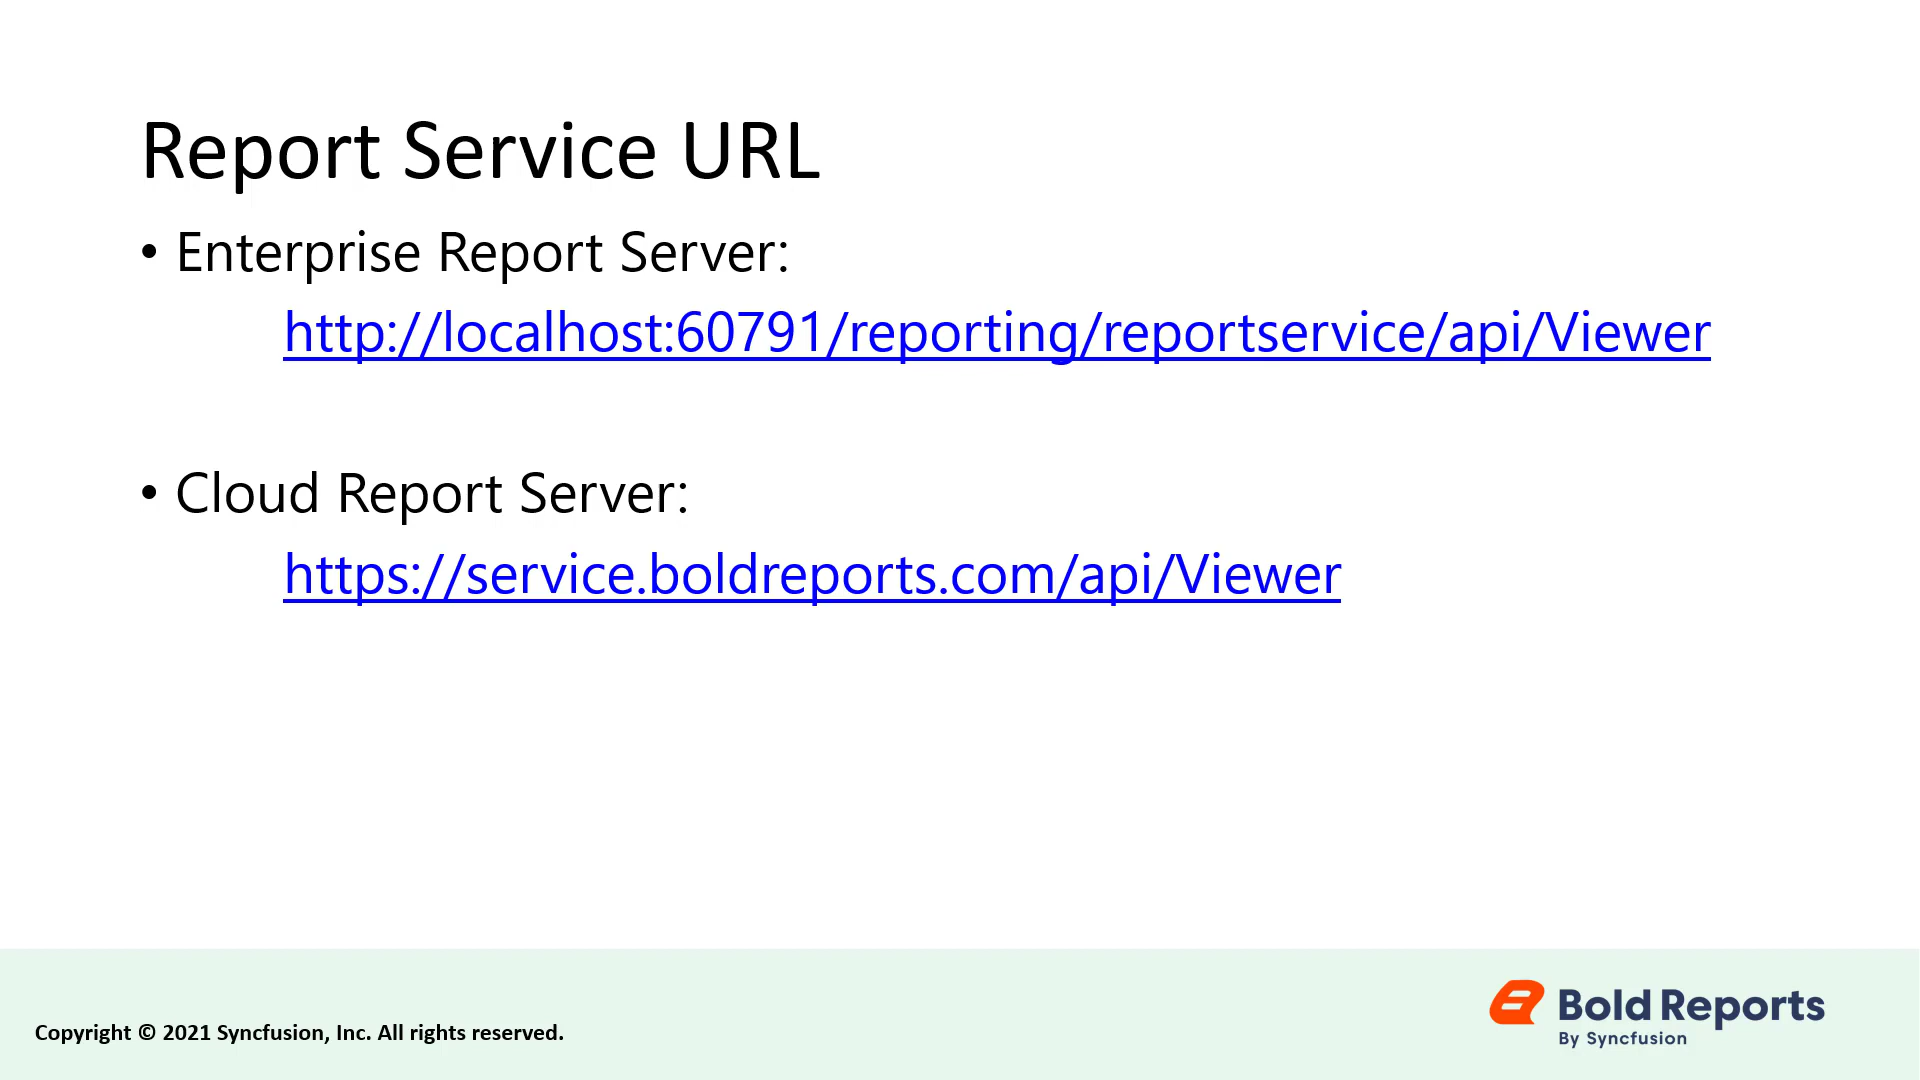 Report Service URL
• Enterprise Report Server:
http://localhost:60791/reporting/reportservice/api/Viewer
• Cloud Report Server:
https://service.boldreports.com/api/Viewer
Copyright © 2021 Syncfusion, Inc. All rights reserved.
Bold Reports
By Syncfusion